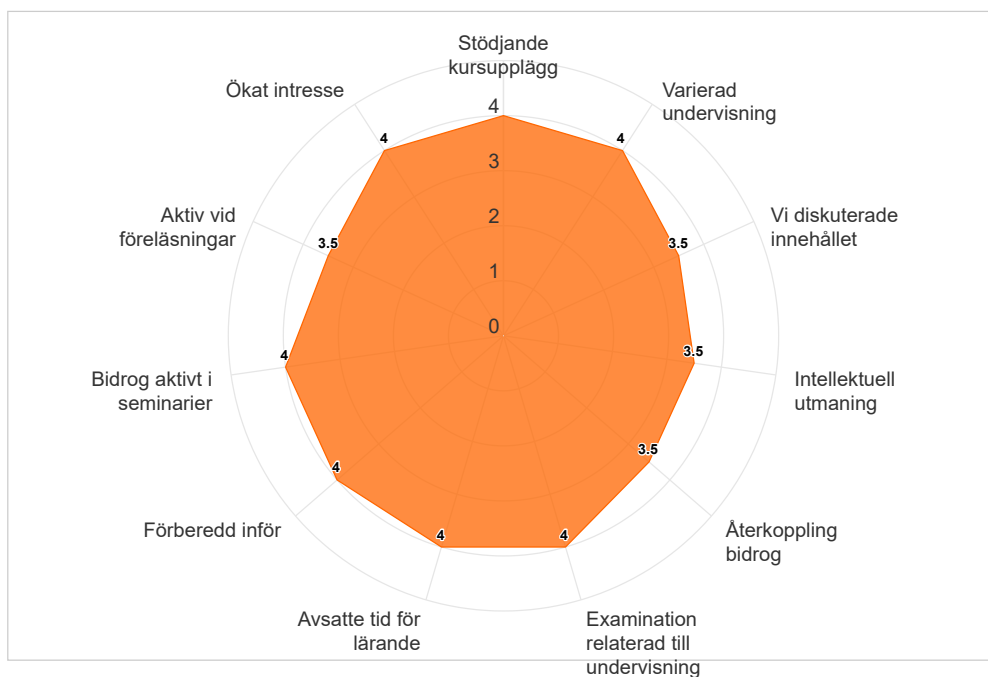 Stödjande
kursupplägg
Ökat intresse
Varierad
undervisning
4
4
4
3
2
1
0
Aktiv vid
föreläsningar
3.5
3.5
Vi diskuterade
innehållet
4
3.5
Bidrog aktivt i
seminarier
Intellektuell
utmaning
3.5
4
Förberedd inför
Återkoppling
bidrog
4
4
Avsatte tid för
lärande
Examination
relaterad till
undervisning